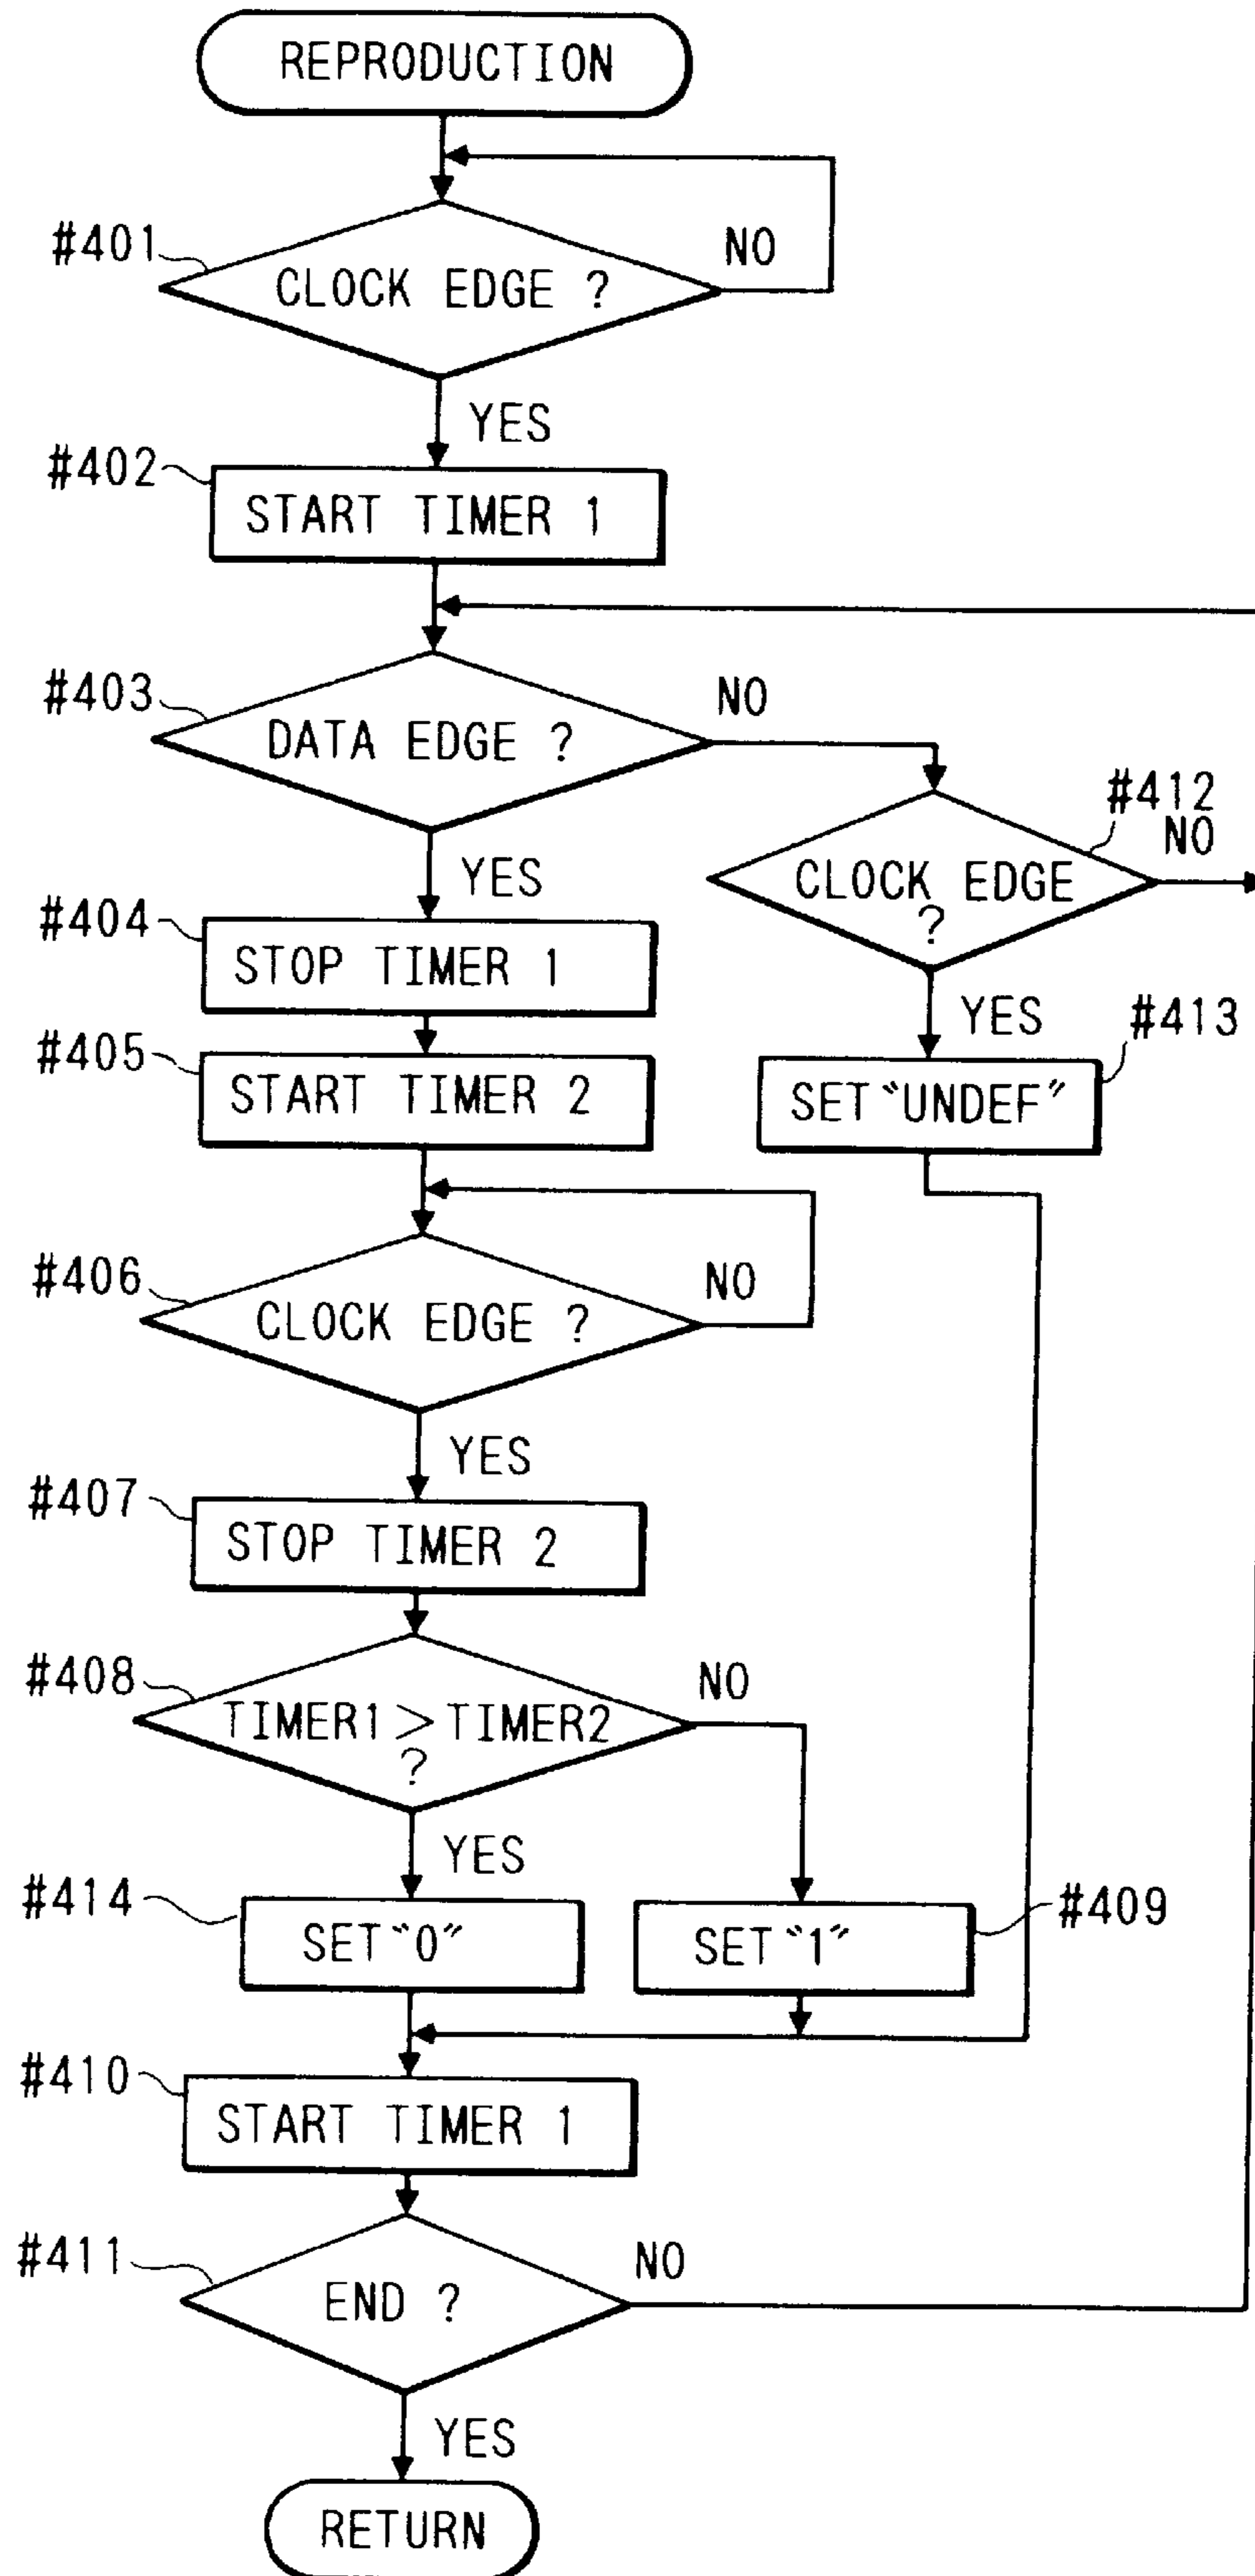 REPRODUCTION
#401
CLOCK EDGE ?
NO
YES
#402
START TIMER 1
#403
DATA EDGE ?
NO
#412
NO
CLOCK EDGE
?
YES
#404
STOP TIMER 1
YES
#413
#405
START TIMER 2
SET “UNDEF”
#406
CLOCK EDGE ?
NO
YES
#407
STOP TIMER 2
#408
TIMER1 > TIMER2
?
NO
YES
#414
SET “0”
SET “1”
#409
#410
START TIMER 1
#411
END ?
NO
YES
RETURN